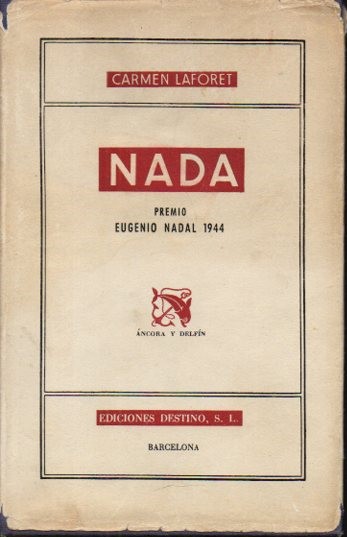 CARMEN LAFORET
NADA
PREMIO
EUGENIO NADAL 1944
ÁNCORA Y DELFÍN
EDICIONES DESTINO, S. L.
BARCELONA